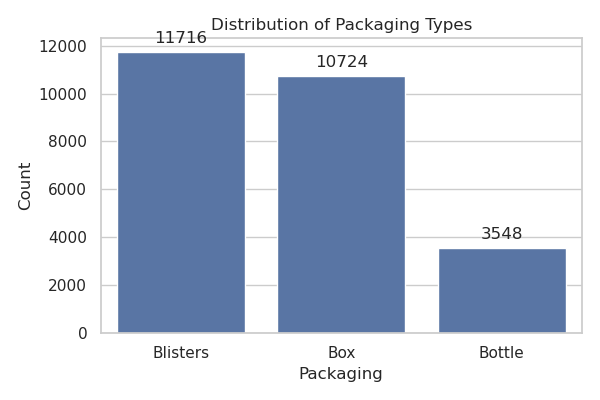 Distribution of Packaging Types
11716
10724
3548
12000
10000
8000
6000
4000
2000
0
Count
Blisters Box Bottle
Packaging